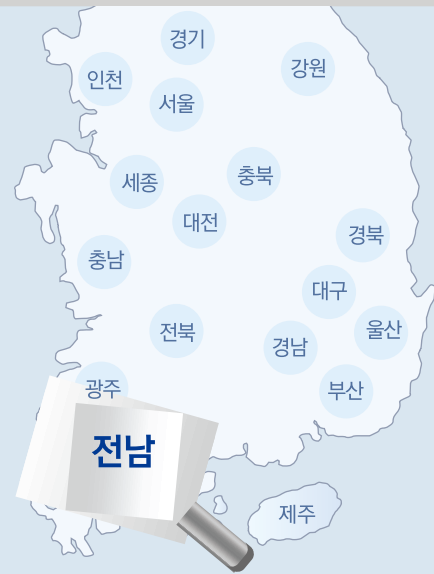 경기
강원
인천
서울
충북
세종
대전
경북
충남
대구
울산
전북
경남
광주
부산
전남
제주